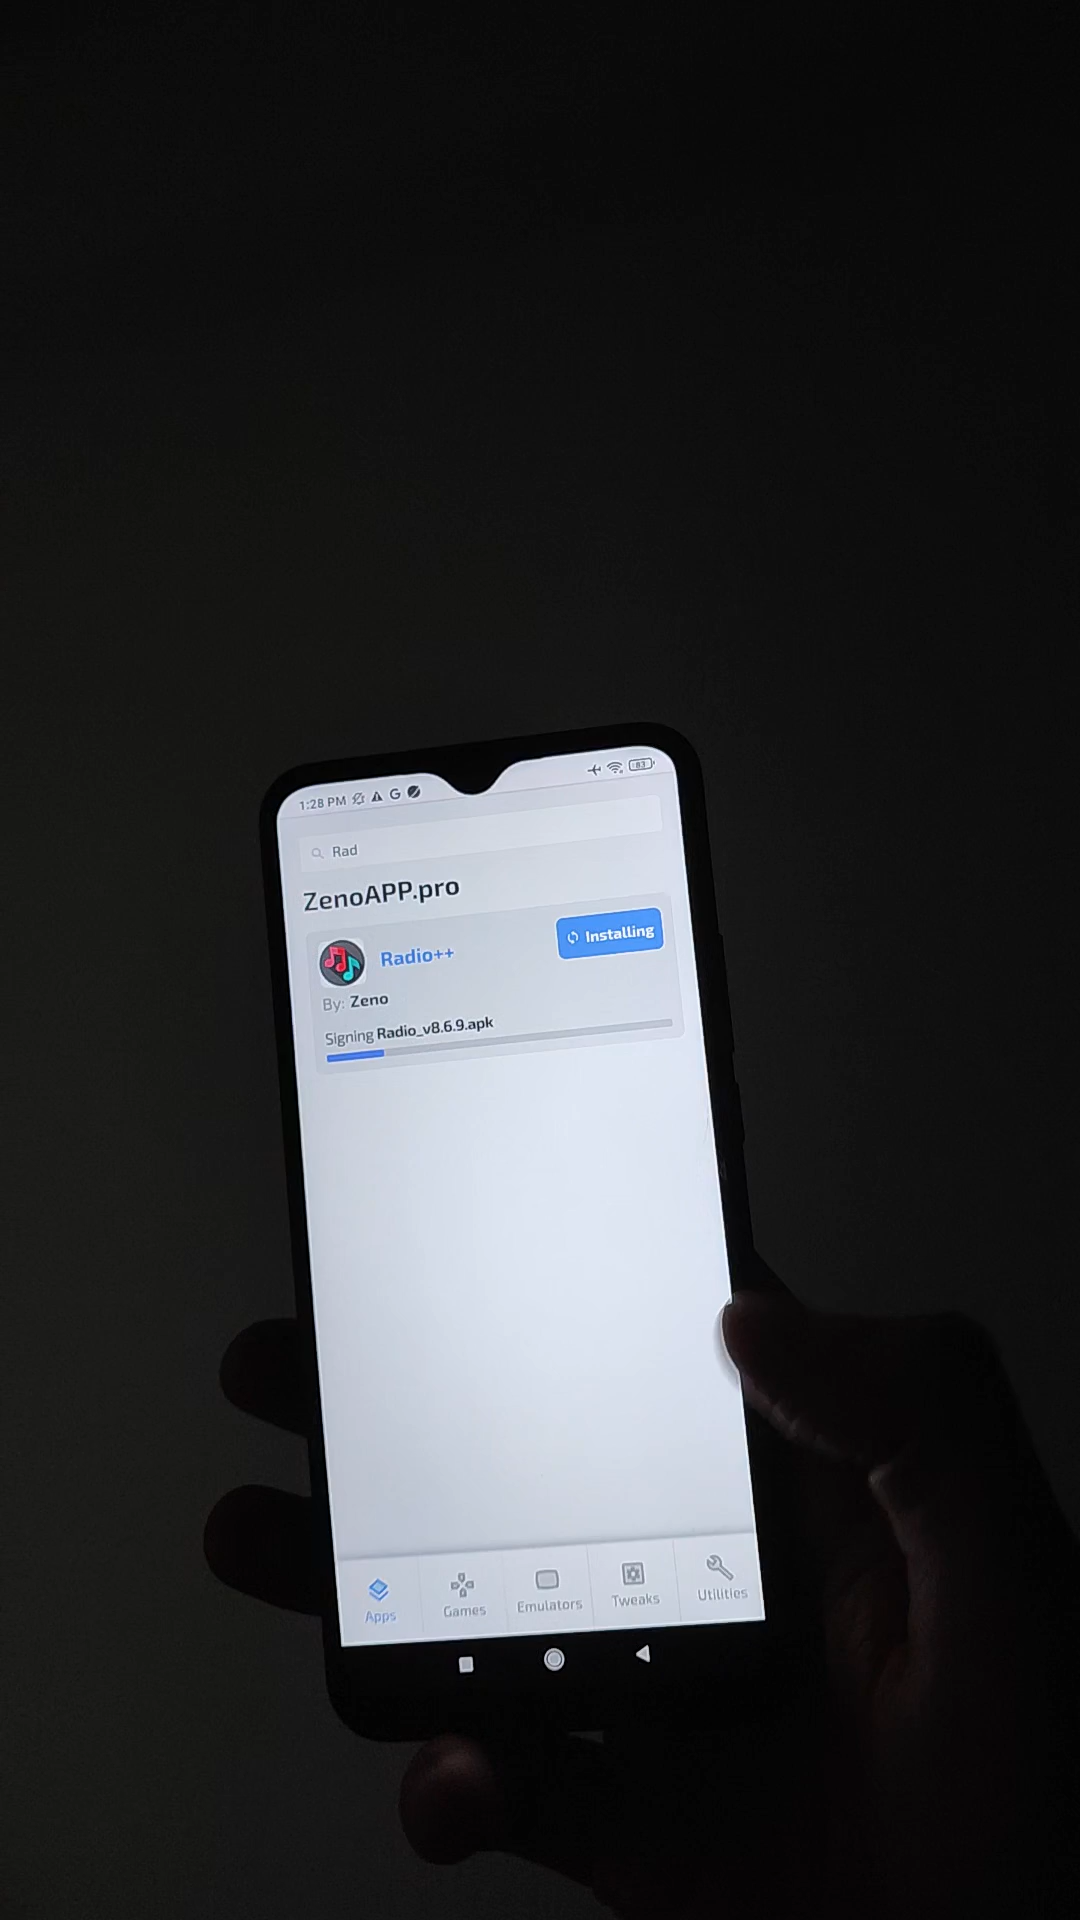 1:28 PM G 83
Rad
ZenoAPP.pro
Radio++
Installing
By: Zeno
Signing Radio_v8.6.9.apk
Apps Games Emulators Tweaks Utilities